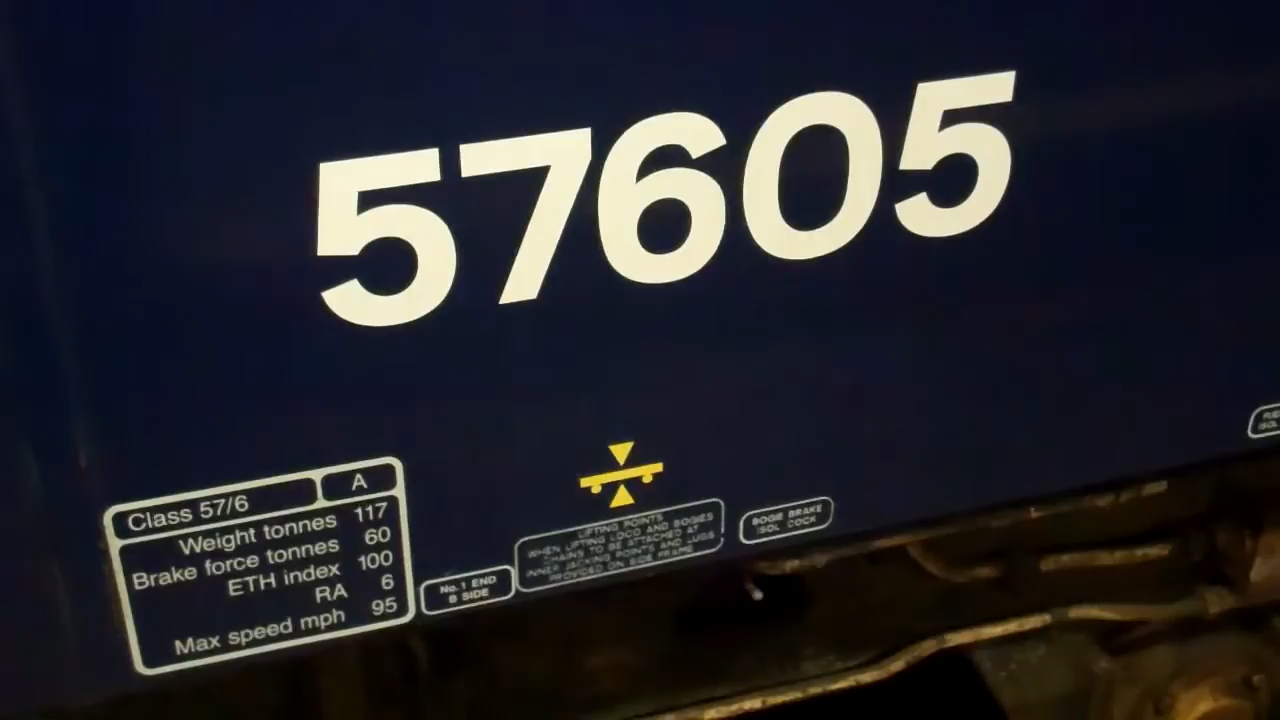 57605
Class 57/6 A
Weight tonnes 117
Brake force tonnes 60
ETH index 100
RA 6
Max speed mph 95
No.1 END
B SIDE
LIFTING POINTS
WHEN LIFTING LOCO AND BOGIES
CHAINS TO BE ATTACHED AT
INNER JACKING POINTS AND LUGS
PROVIDED ON SIDE FRAME
BOGIE BRAKE
ISOL COCK